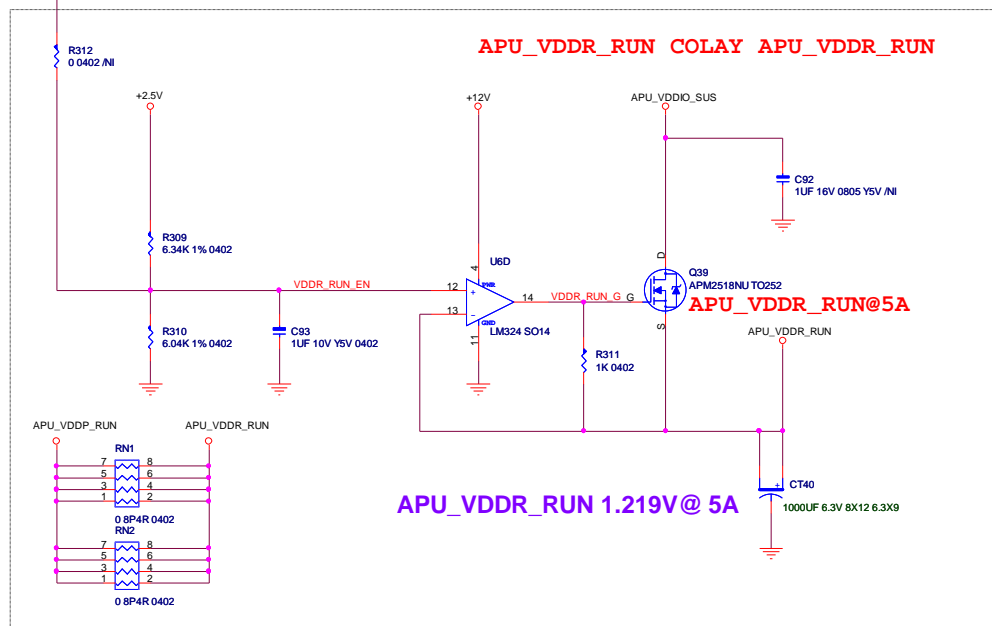 R312
0 0402 /NI
APU_VDDR_RUN COLAY APU_VDDR_RUN
+2.5V
+12V
APU_VDDIO_SUS
C92
1UF 16V 0805 Y5V /NI
R309
6.34K 1% 0402
VDDR_RUN_EN
U6D
4
PWR
12
+
13
-
GND
11
14
LM324 SO14
VDDR_RUN_G
G
D
S
Q39
APM2518NU TO252
APU_VDDR_RUN@5A
APU_VDDR_RUN
R310
6.04K 1% 0402
C93
1UF 10V Y5V 0402
R311
1K 0402
APU_VDDP_RUN
APU_VDDR_RUN
RN1
7 8
5 6
3 4
1 2
0 8P4R 0402
RN2
7 8
5 6
3 4
1 2
0 8P4R 0402
APU_VDDR_RUN 1.219V@ 5A
+
CT40
1000UF 6.3V 8X12 6.3X9